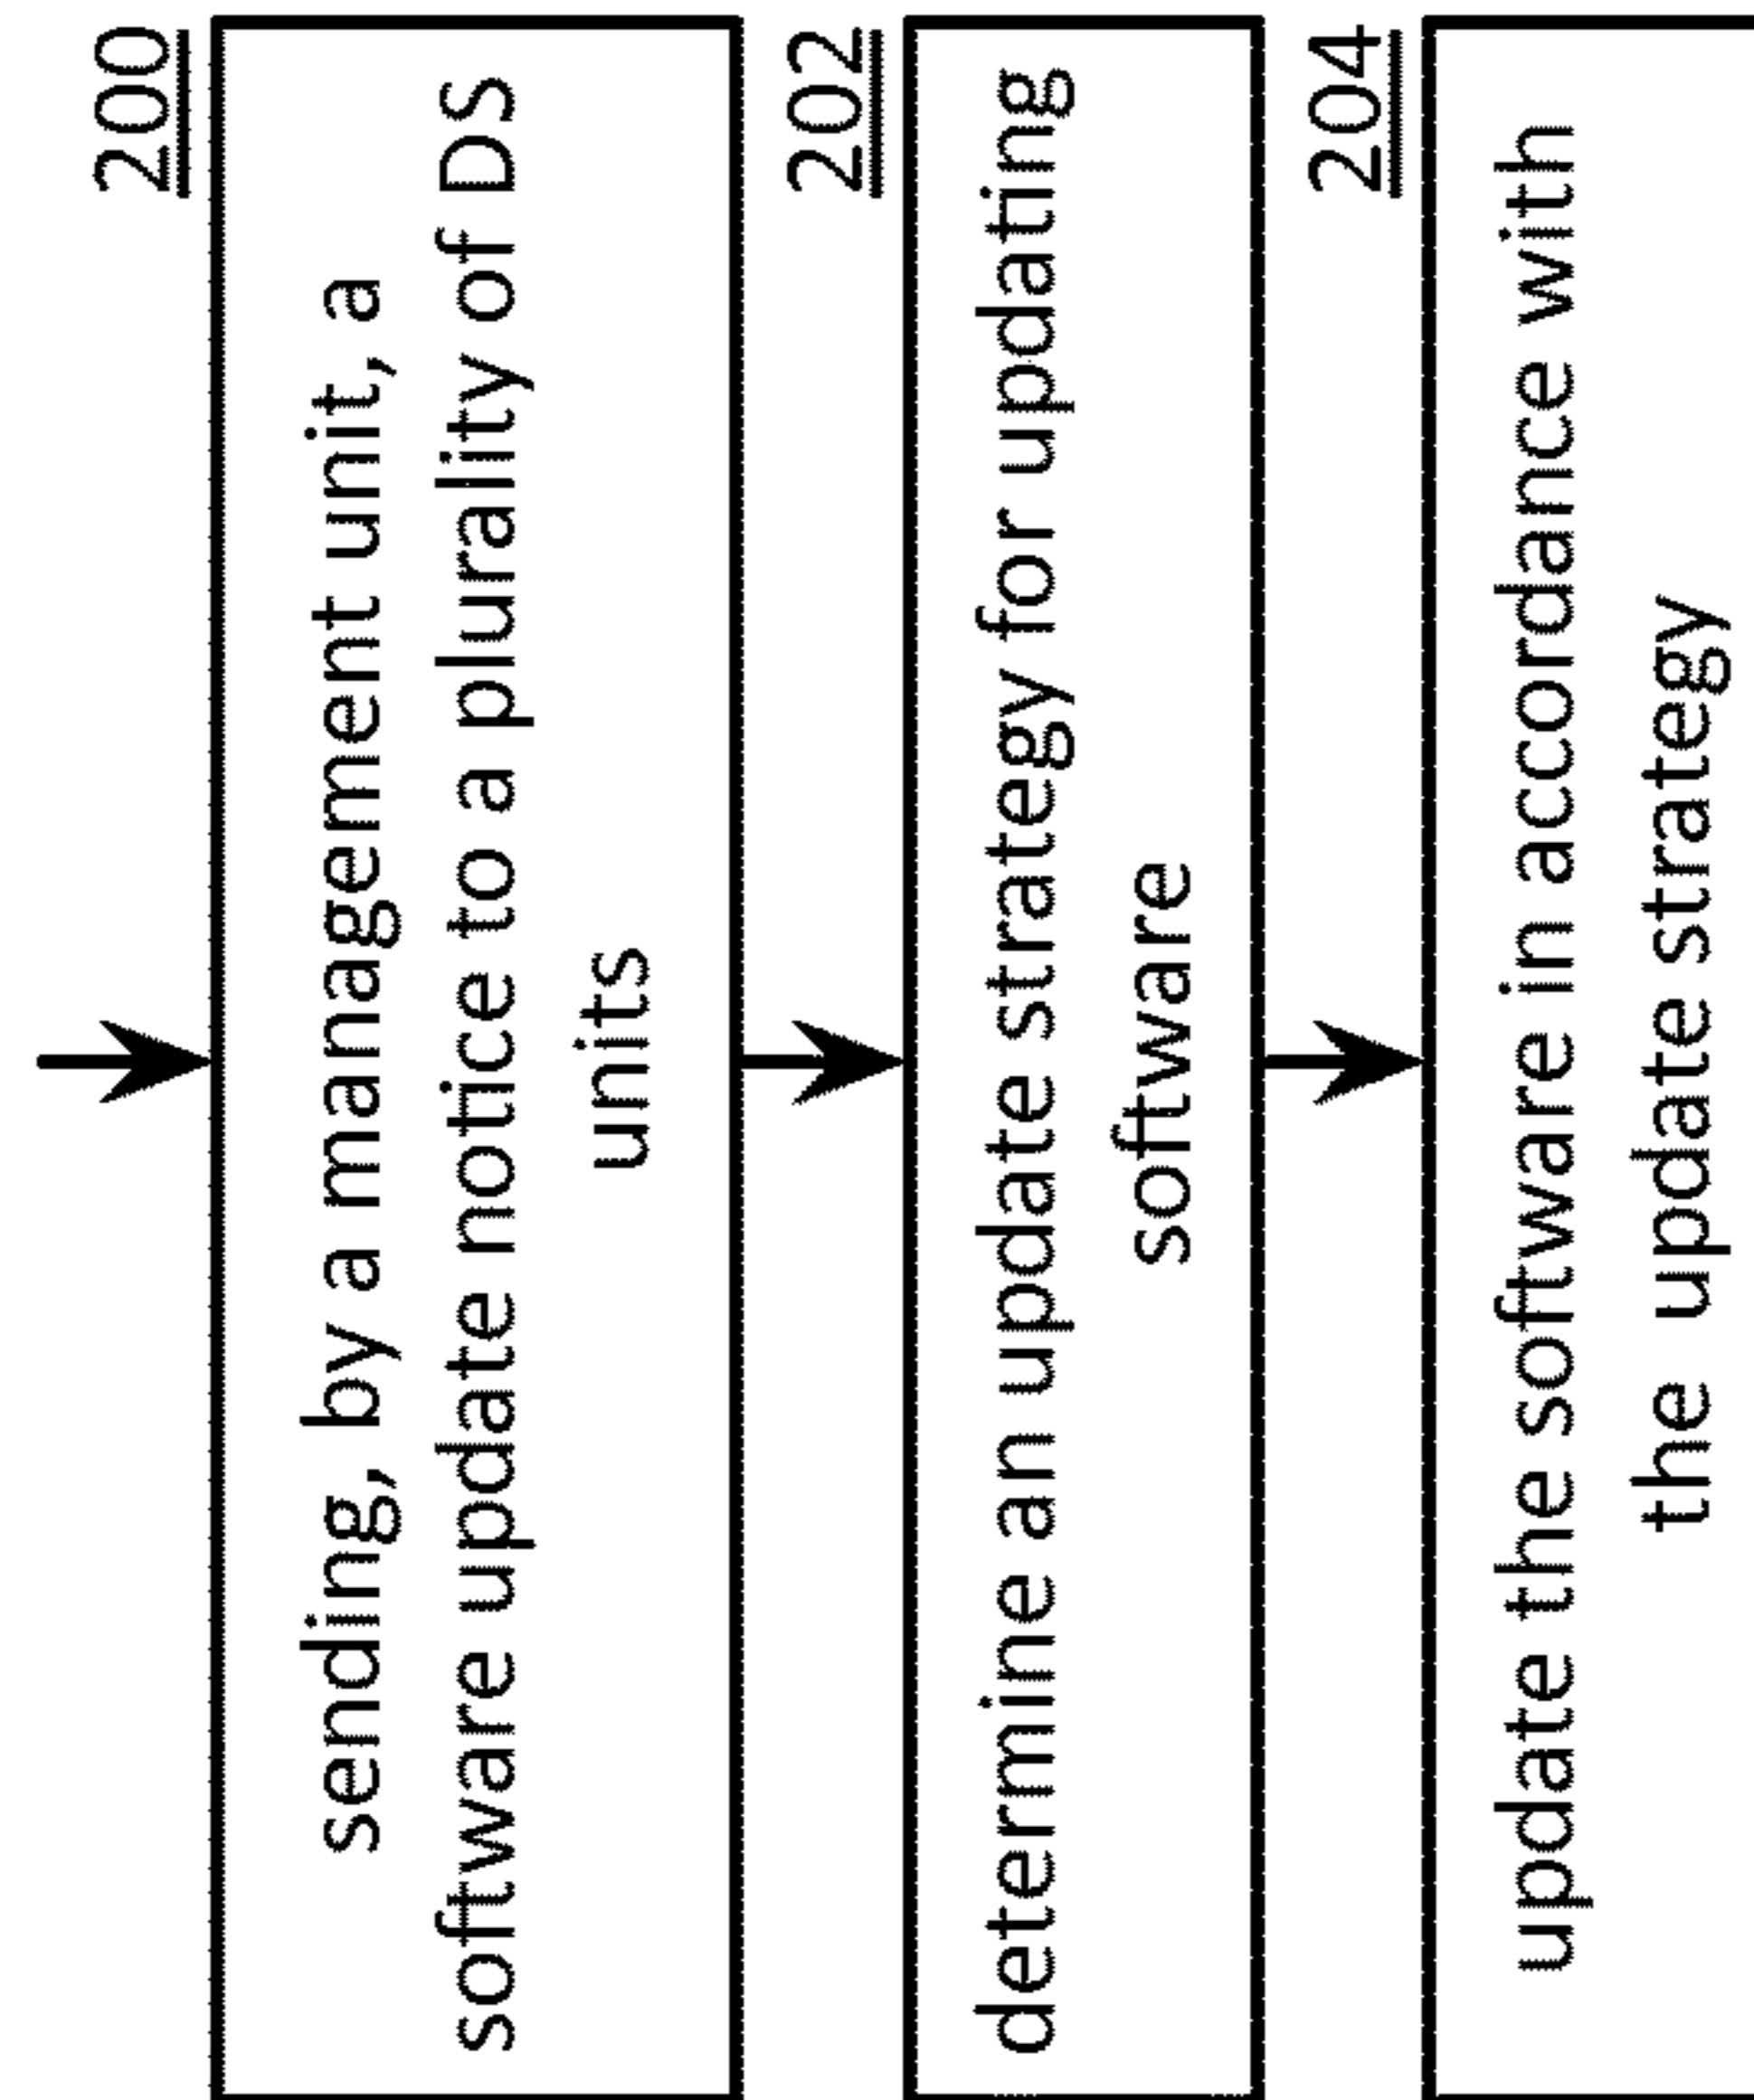 200
sending, by a management unit, a
software update notice to a plurality of DS
units
202
determine an update strategy for updating
software
204
update the software in accordance with
the update strategy